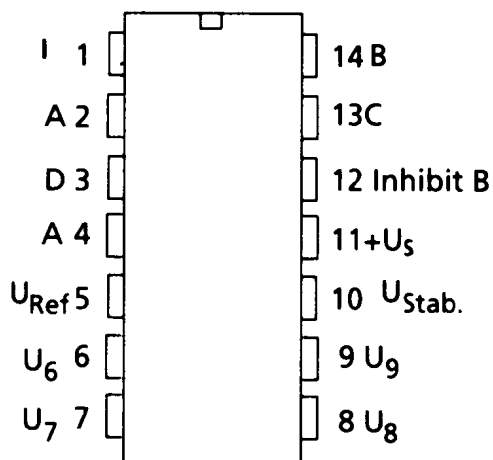 I 1 14 B
A 2 13C
D 3 12 Inhibit B
A 4 11+Us
URef 5 10 UStab.
U6 6 9 U9
U7 7 8 U8